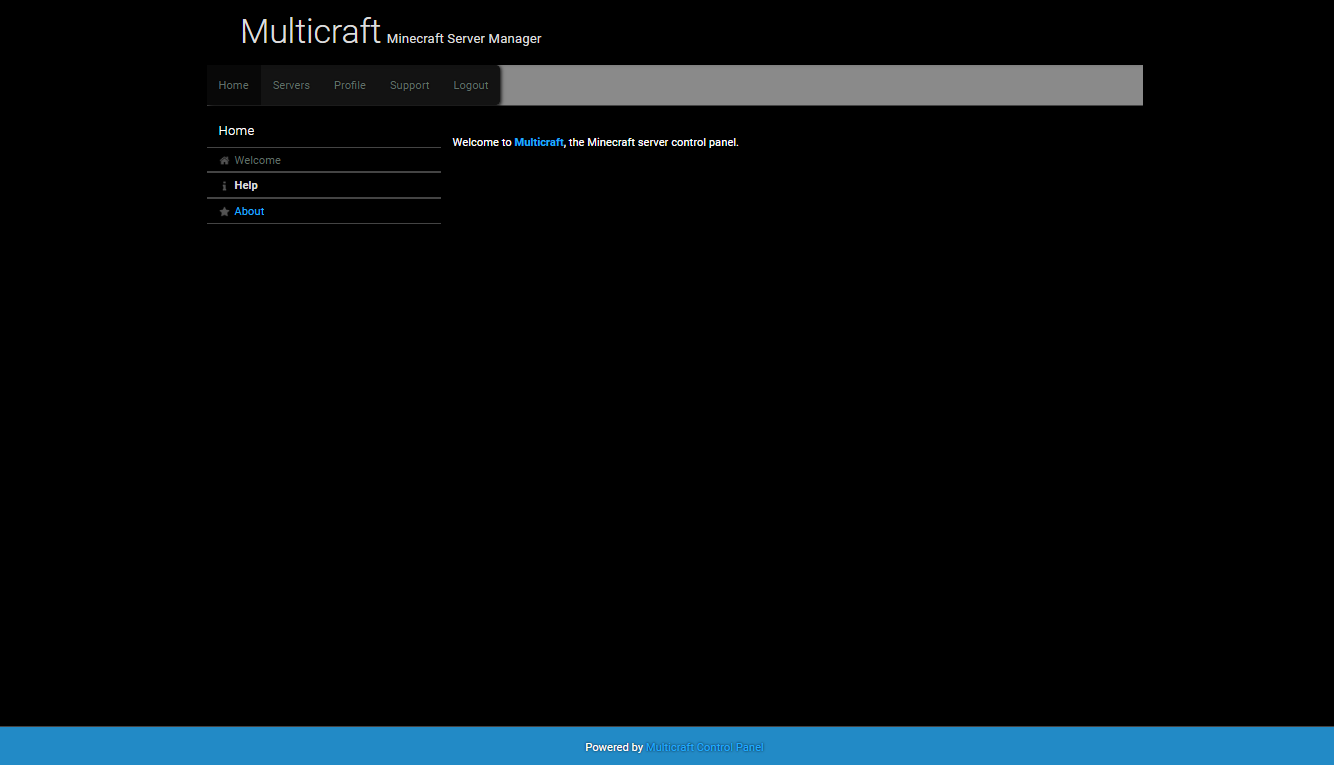 Multicraft Minecraft Server Manager
Home Servers Profile Support Logout
Home
Welcome
Help
About
Welcome to Multicraft, the Minecraft server control panel.
Powered by Multicraft Control Panel